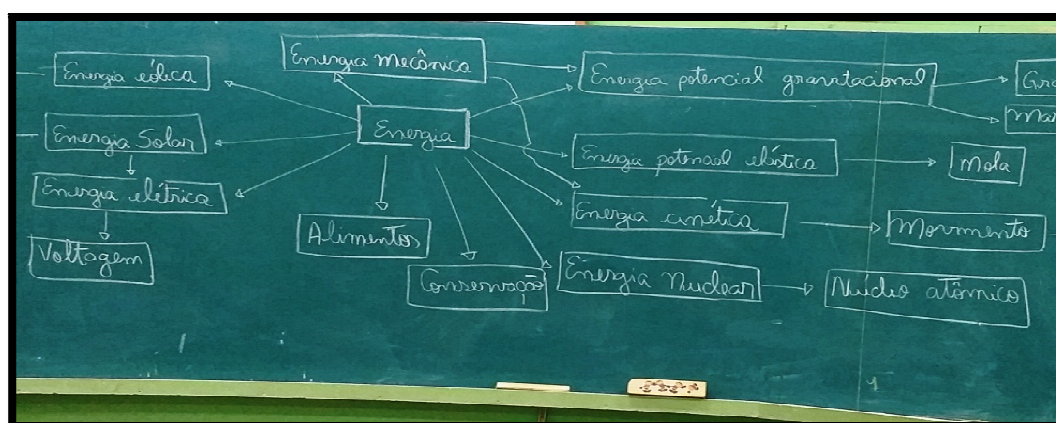 Energia eólica
Energia mecânica
Energia potencial gravitacional
Energia Solar
Energia
Energia potencial elástica
Mola
Energia elétrica
Energia cinética
Movimento
Alimentos
Voltagem
Conservação
Energia Nuclear
Núcleo atômico